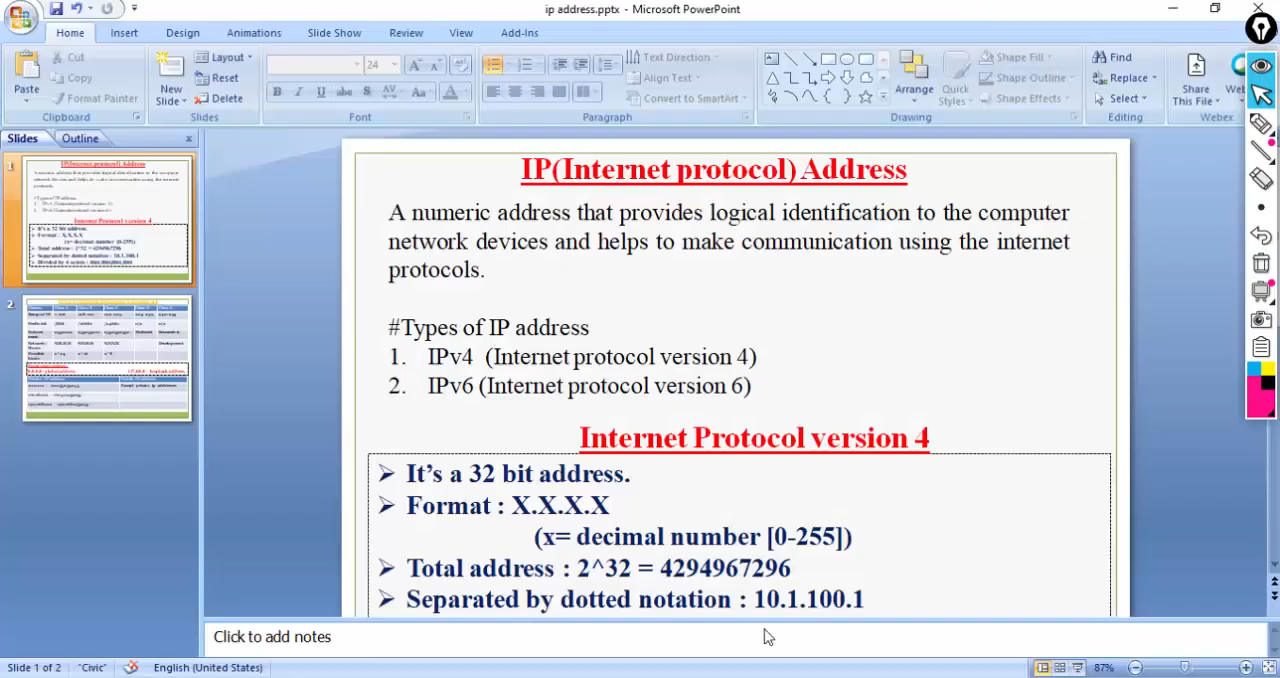 ip address.pptx - Microsoft PowerPoint
Home Insert Design Animations Slide Show Review View Add-Ins
Paste
Cut
Copy
Format Painter
Clipboard
New Slide
Layout
Reset
Delete
Slides
24
B I U abc S AV Aa A
Font
Text Direction
Align Text
Convert to SmartArt
Paragraph
Arrange
Quick Styles
Shape Fill
Shape Outline
Shape Effects
Drawing
Find
Replace
Select
Editing
Share This File
Webex
Slides Outline
1
2
IP(Internet protocol) Address
A numeric address that provides logical identification to the computer
network devices and helps to make communication using the internet
protocols.
#Types of IP address
1. IPv4 (Internet protocol version 4)
2. IPv6 (Internet protocol version 6)
Internet Protocol version 4
➢ It's a 32 bit address.
➢ Format : X.X.X.X
(x= decimal number [0-255])
➢ Total address : 2^32 = 4294967296
➢ Separated by dotted notation : 10.1.100.1
Click to add notes
Slide 1 of 2 "Civic" English (United States) 87%